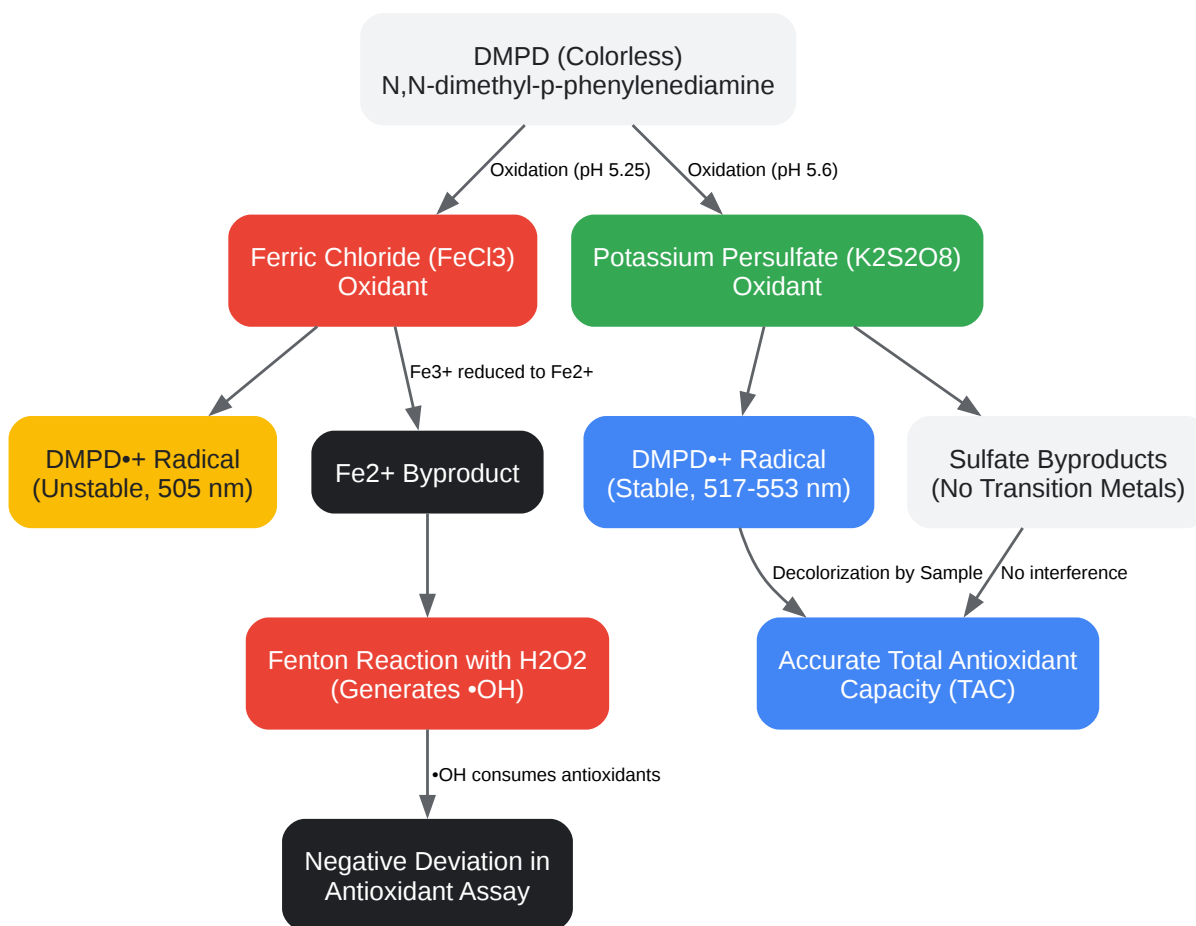 DMPD (Colorless)
N,N-dimethyl-p-phenylenediamine
Oxidation (pH 5.25)
Oxidation (pH 5.6)
Ferric Chloride (FeCl3)
Oxidant
Potassium Persulfate (K2S2O8)
Oxidant
Fe3+ reduced to Fe2+
DMPD•+ Radical
(Unstable, 505 nm)
Fe2+ Byproduct
DMPD•+ Radical
(Stable, 517-553 nm)
Sulfate Byproducts
(No Transition Metals)
Decolorization by Sample
No interference
Fenton Reaction with H2O2
(Generates •OH)
Accurate Total Antioxidant
Capacity (TAC)
•OH consumes antioxidants
Negative Deviation in
Antioxidant Assay